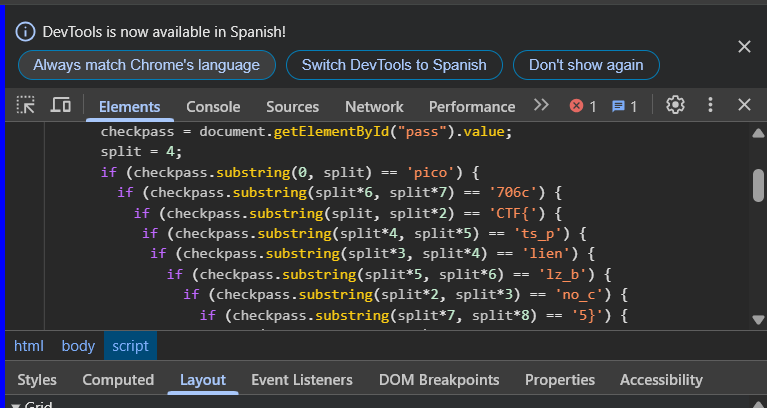 DevTools is now available in Spanish!
Always match Chrome's language Switch DevTools to Spanish Don't show again
Elements Console Sources Network Performance 1 1
checkpass = document.getElementById("pass").value;
split = 4;
if (checkpass.substring(0, split) == 'pico') {
if (checkpass.substring(split*6, split*7) == '706c') {
if (checkpass.substring(split, split*2) == 'CTF{') {
if (checkpass.substring(split*4, split*5) == 'ts_p') {
if (checkpass.substring(split*3, split*4) == 'lien') {
if (checkpass.substring(split*5, split*6) == 'lz_b') {
if (checkpass.substring(split*2, split*3) == 'no_c') {
if (checkpass.substring(split*7, split*8) == '5}') {
html body script
Styles Computed Layout Event Listeners DOM Breakpoints Properties Accessibility
Grid